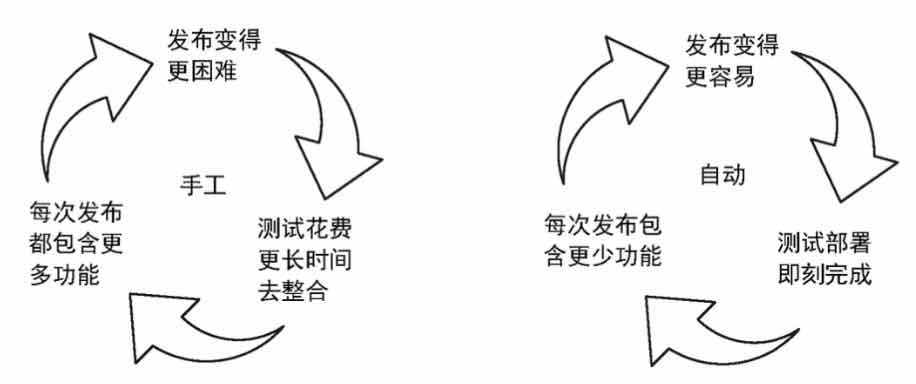 发布变得
更困难
手工
每次发布
都包含更
多功能
测试花费
更长时间
去整合
发布变得
更容易
自动
每次发布包
含更少功能
测试部署
即刻完成